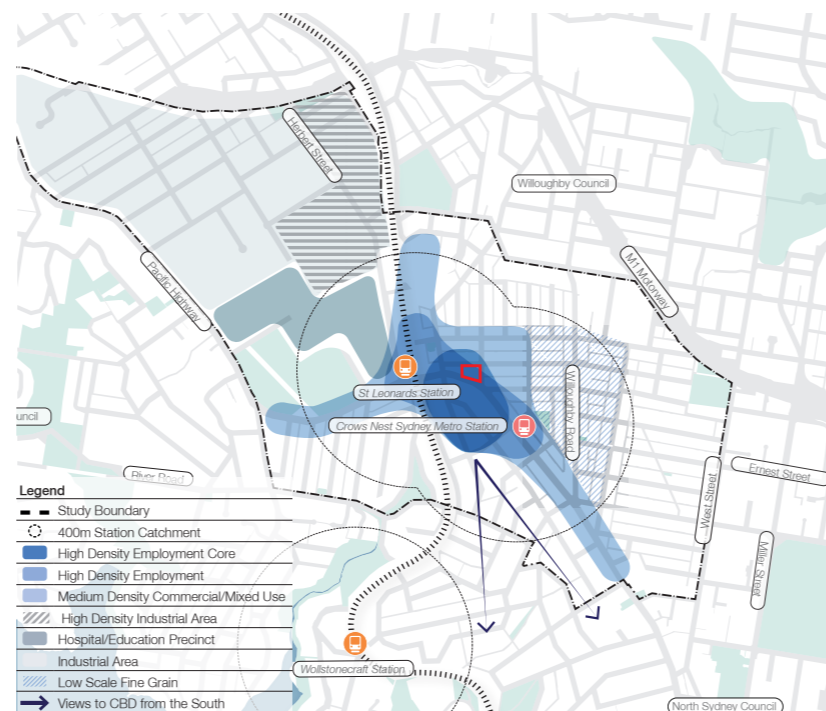 Herbert Street
Willoughby Council
M1 Motorway
Pacific Highway
St Leonards Station
Crows Nest Sydney Metro Station
Willoughby Road
uncil
River Road
Ernest Street
West Street
Miller Street
Legend
Study Boundary
400m Station Catchment
High Density Employment Core
High Density Employment
Medium Density Commercial/Mixed Use
High Density Industrial Area
Hospital/Education Precinct
Industrial Area
Low Scale Fine Grain
Views to CBD from the South
Wollstonecraft Station
North Sydney Council